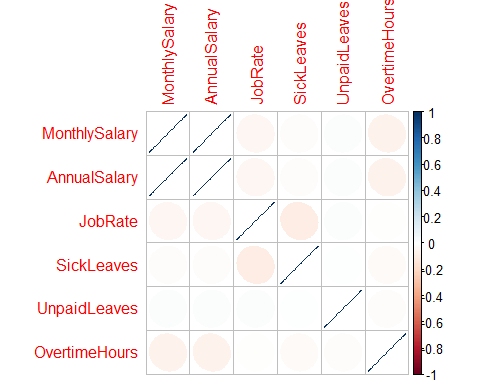 MonthlySalary
AnnualSalary
JobRate
SickLeaves
UnpaidLeaves
OvertimeHours
MonthlySalary
AnnualSalary
JobRate
SickLeaves
UnpaidLeaves
OvertimeHours
1
0.8
0.6
0.4
0.2
0
-0.2
-0.4
-0.6
-0.8
-1